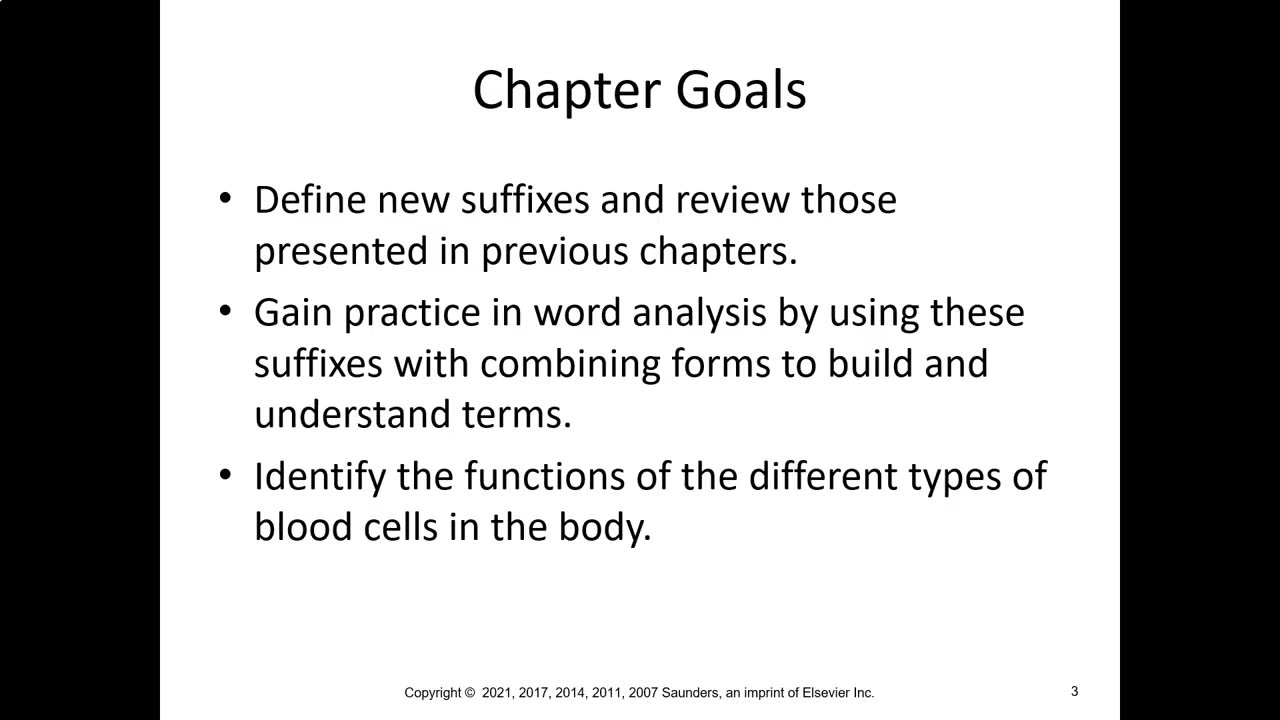 Chapter Goals
• Define new suffixes and review those
presented in previous chapters.
• Gain practice in word analysis by using these
suffixes with combining forms to build and
understand terms.
• Identify the functions of the different types of
blood cells in the body.
Copyright © 2021, 2017, 2014, 2011, 2007 Saunders, an imprint of Elsevier Inc.
3